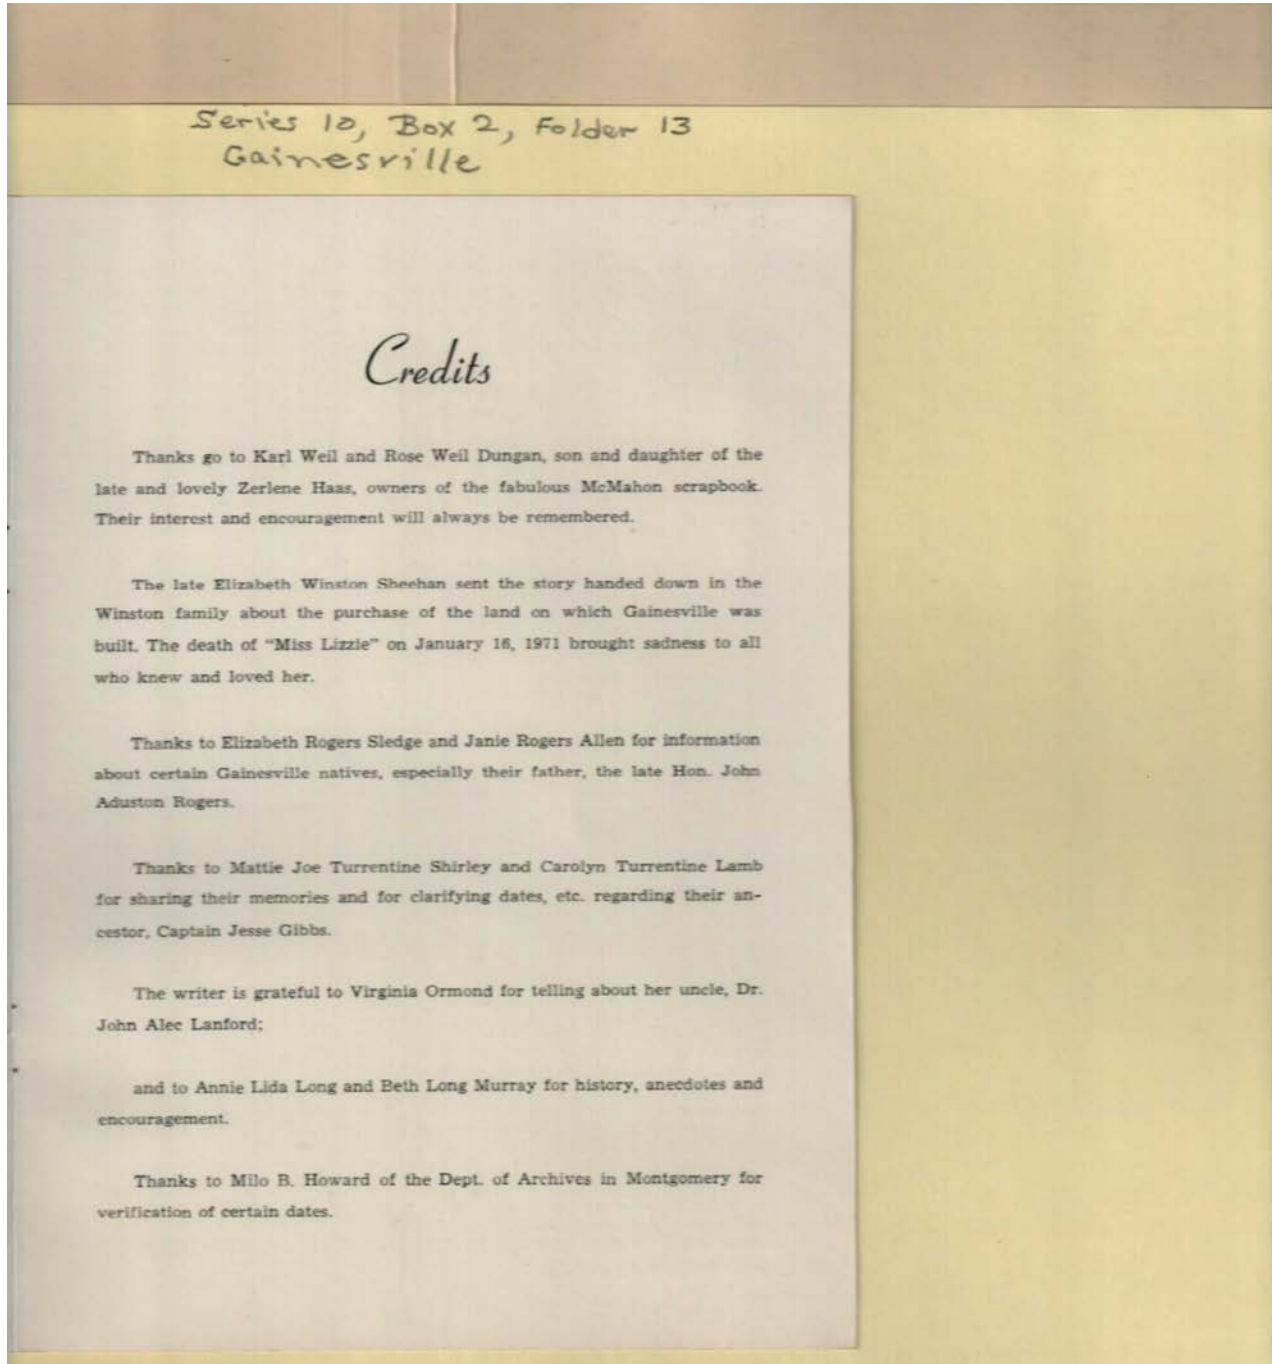 Series 10, Box 2, Folder 13
Gainesville
Credits
Thanks go to Karl Weil and Rose Weil Dungan, son and daughter of the
late and lovely Zerlene Haas, owners of the fabulous McMahon scrapbook.
Their interest and encouragement will always be remembered.
The late Elizabeth Winston Sheehan sent the story handed down in the
Winston family about the purchase of the land on which Gainesville was
built. The death of "Miss Lizzie" on January 16, 1971 brought sadness to all
who knew and loved her.
Thanks to Elizabeth Rogers Sledge and Janie Rogers Allen for information
about certain Gainesville natives, especially their father, the late Hon. John
Aduston Rogers.
Thanks to Mattie Joe Turrentine Shirley and Carolyn Turrentine Lamb
for sharing their memories and for clarifying dates, etc. regarding their an-
cestor, Captain Jesse Gibbs.
The writer is grateful to Virginia Ormond for telling about her uncle, Dr.
John Alec Lanford;
and to Annie Lida Long and Beth Long Murray for history, anecdotes and
encouragement.
Thanks to Milo B. Howard of the Dept. of Archives in Montgomery for
verification of certain dates.